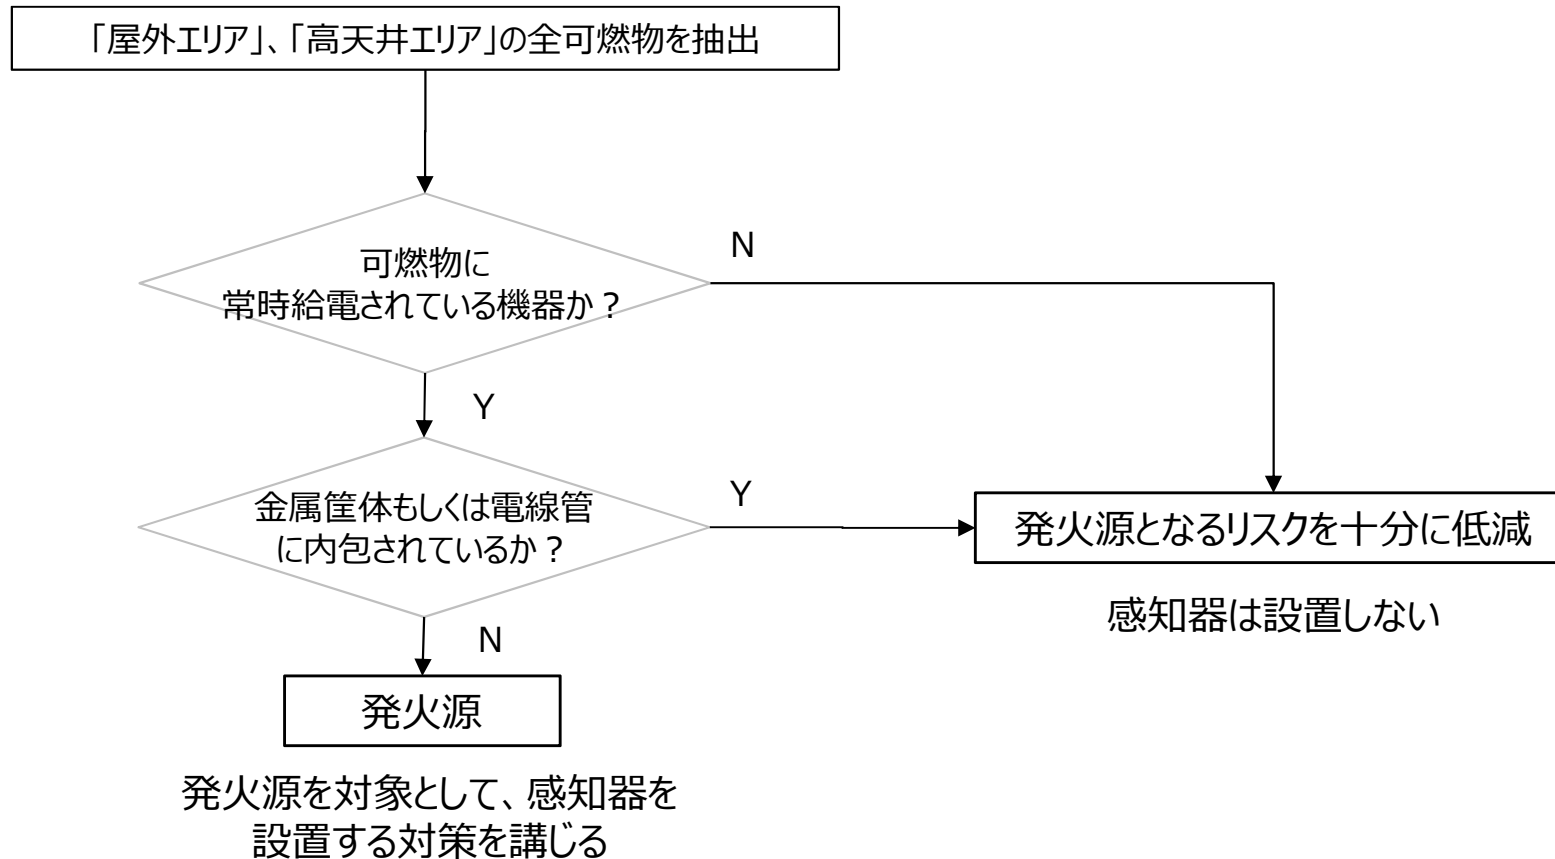 「屋外エリア」、「高天井エリア」の全可燃物を抽出
可燃物に
常時給電されている機器か？
N
Y
金属筐体もしくは電線管
に内包されているか？
Y
発火源となるリスクを十分に低減
感知器は設置しない
N
発火源
発火源を対象として、感知器を
設置する対策を講じる